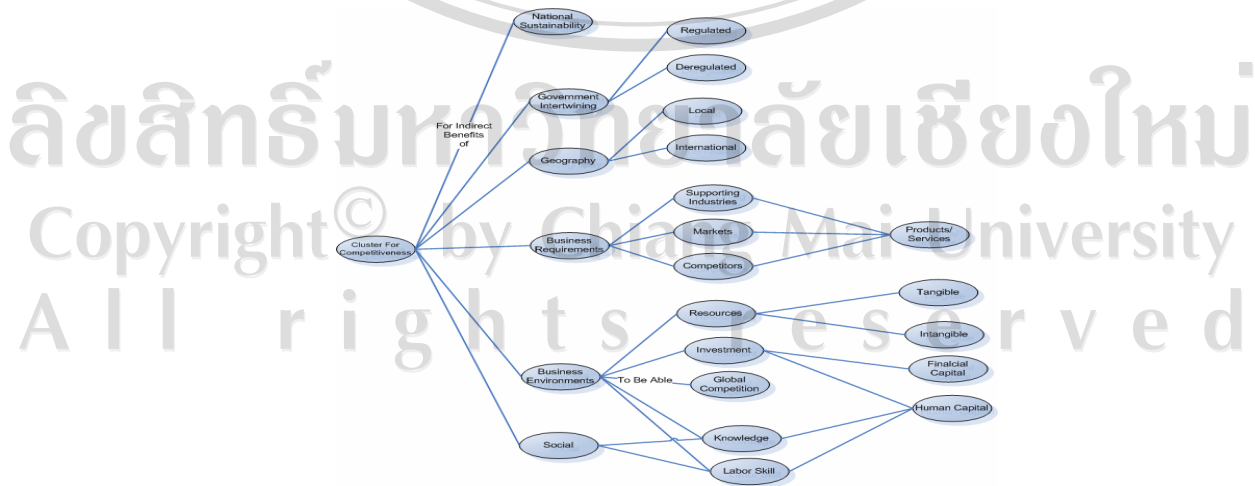 National
Sustainability
Regulated
Deregulated
Government
Intertwining
For Indirect
Benefits
of
Local
International
Geography
Supporting
Industries
Markets
Competitors
Business
Requirements
Products/
Services
Cluster For
Competitiveness
Resources
Tangible
Intangible
Investment
Finalcial
Capital
Business
Environments
To Be Able
Global
Competition
Human Capital
Social
Knowledge
Labor Skill
ลิขสิทธิ์มหาวิทยาลัยเชียงใหม่
Copyright© by Chiang Mai University
All rights reserved